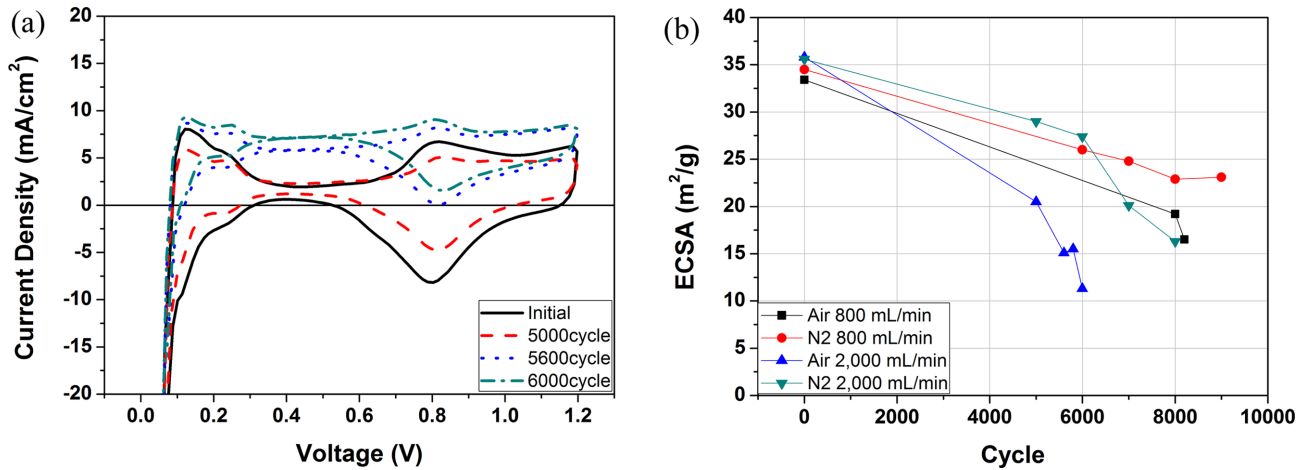 (a)
Current Density (mA/cm²)
20
15
10
5
0
-5
-10
-15
-20
0.0 0.2 0.4 0.6 0.8 1.0 1.2
Voltage (V)
Initial
5000cycle
5600cycle
6000cycle
(b)
ECSA (m²/g)
40
35
30
25
20
15
10
5
0
0 2000 4000 6000 8000 10000
Cycle
Air 800 mL/min
N2 800 mL/min
Air 2,000 mL/min
N2 2,000 mL/min